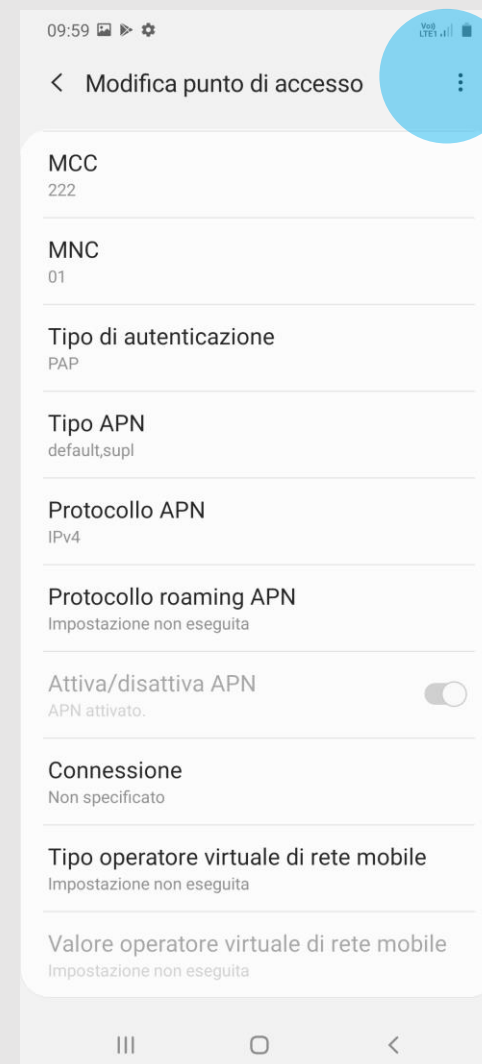 09:59
Vo))
LTE1
Modifica punto di accesso
MCC
222
MNC
01
Tipo di autenticazione
PAP
Tipo APN
default,supl
Protocollo APN
IPv4
Protocollo roaming APN
Impostazione non eseguita
Attiva/disattiva APN
APN attivato.
Connessione
Non specificato
Tipo operatore virtuale di rete mobile
Impostazione non eseguita
Valore operatore virtuale di rete mobile
Impostazione non eseguita